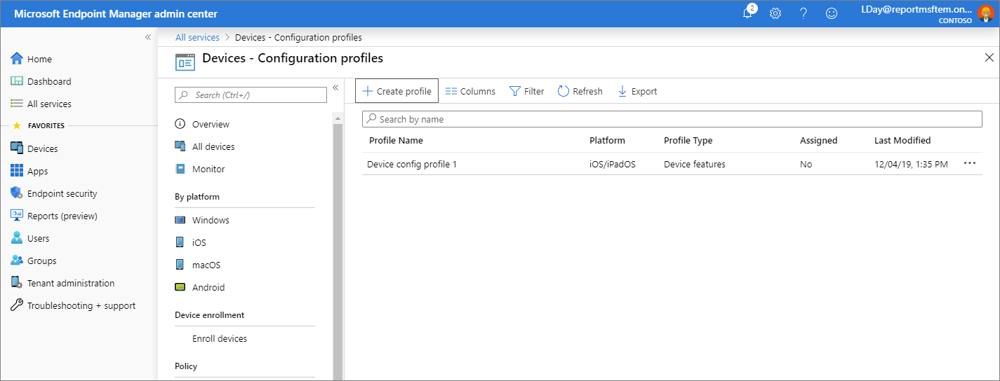 Microsoft Endpoint Manager admin center
2
LDay@reportmsftem.on...
CONTOSO
«
Home
Dashboard
All services
FAVORITES
Devices
Apps
Endpoint security
Reports (preview)
Users
Groups
Tenant administration
Troubleshooting + support
All services > Devices - Configuration profiles
Devices - Configuration profiles
Search (Ctrl+/)
«
Overview
All devices
Monitor
By platform
Windows
iOS
macOS
Android
Device enrollment
Enroll devices
Policy
Create profile Columns Filter Refresh Export
Search by name
Profile Name Platform Profile Type Assigned Last Modified
Device config profile 1 iOS/iPadOS Device features No 12/04/19, 1:35 PM ...